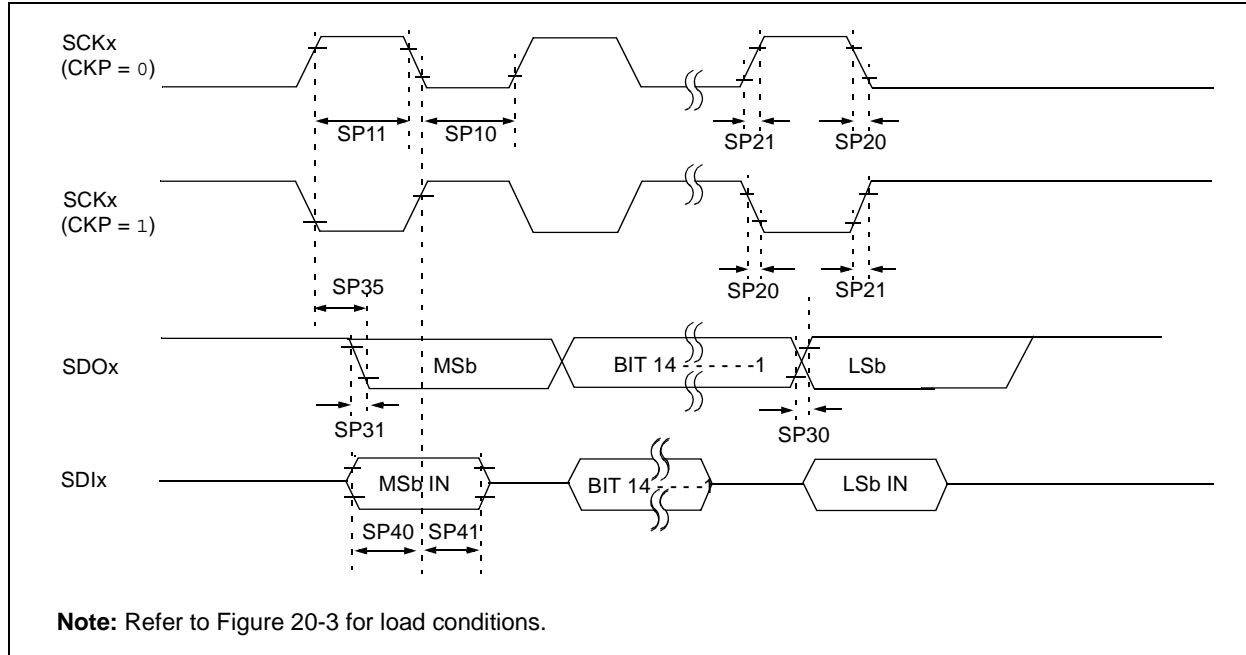 SCKx
(CKP = 0)
SP11
SP10
SP21
SP20
SCKx
(CKP = 1)
SP35
SP20
SP21
SDOx
MSb
BIT 14 - - - - - -1
LSb
SP31
SP30
SDIx
MSb IN
BIT 14 - - - -1
LSb IN
SP40
SP41
Note: Refer to Figure 20-3 for load conditions.